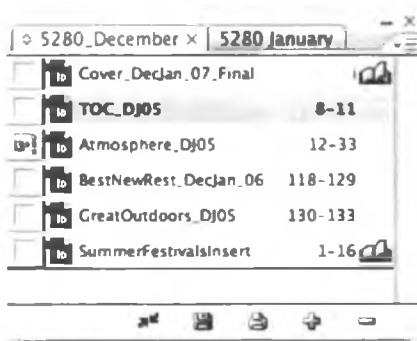 5280_December × 5280 January
Cover_DecJan_07_Final
TOC_DJ05 8-11
Atmosphere_DJ05 12-33
BestNewRest_DecJan_06 118-129
GreatOutdoors_DJ05 130-133
SummerFestivalsInsert 1-16